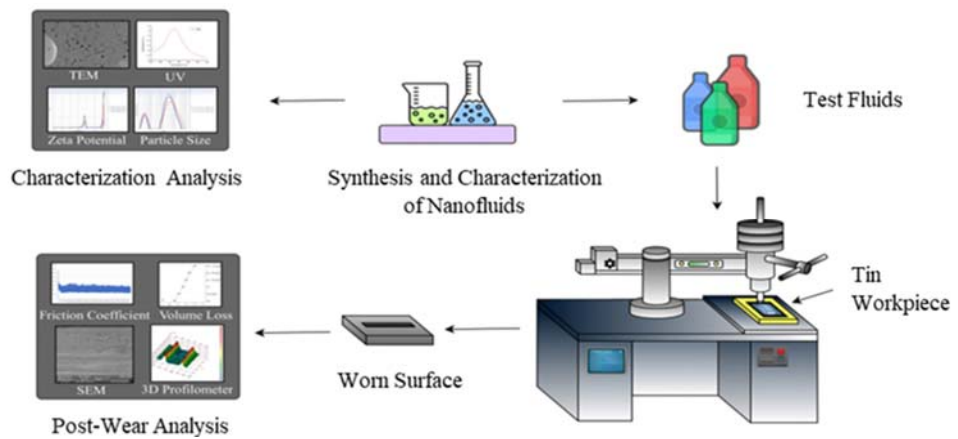 TEM
UV
Zeta Potential
Particle Size
Characterization Analysis
Synthesis and Characterization
of Nanofluids
Test Fluids
Tin
Workpiece
Worn Surface
Friction Coefficient
Volume Loss
SEM
3D Profilometer
Post-Wear Analysis